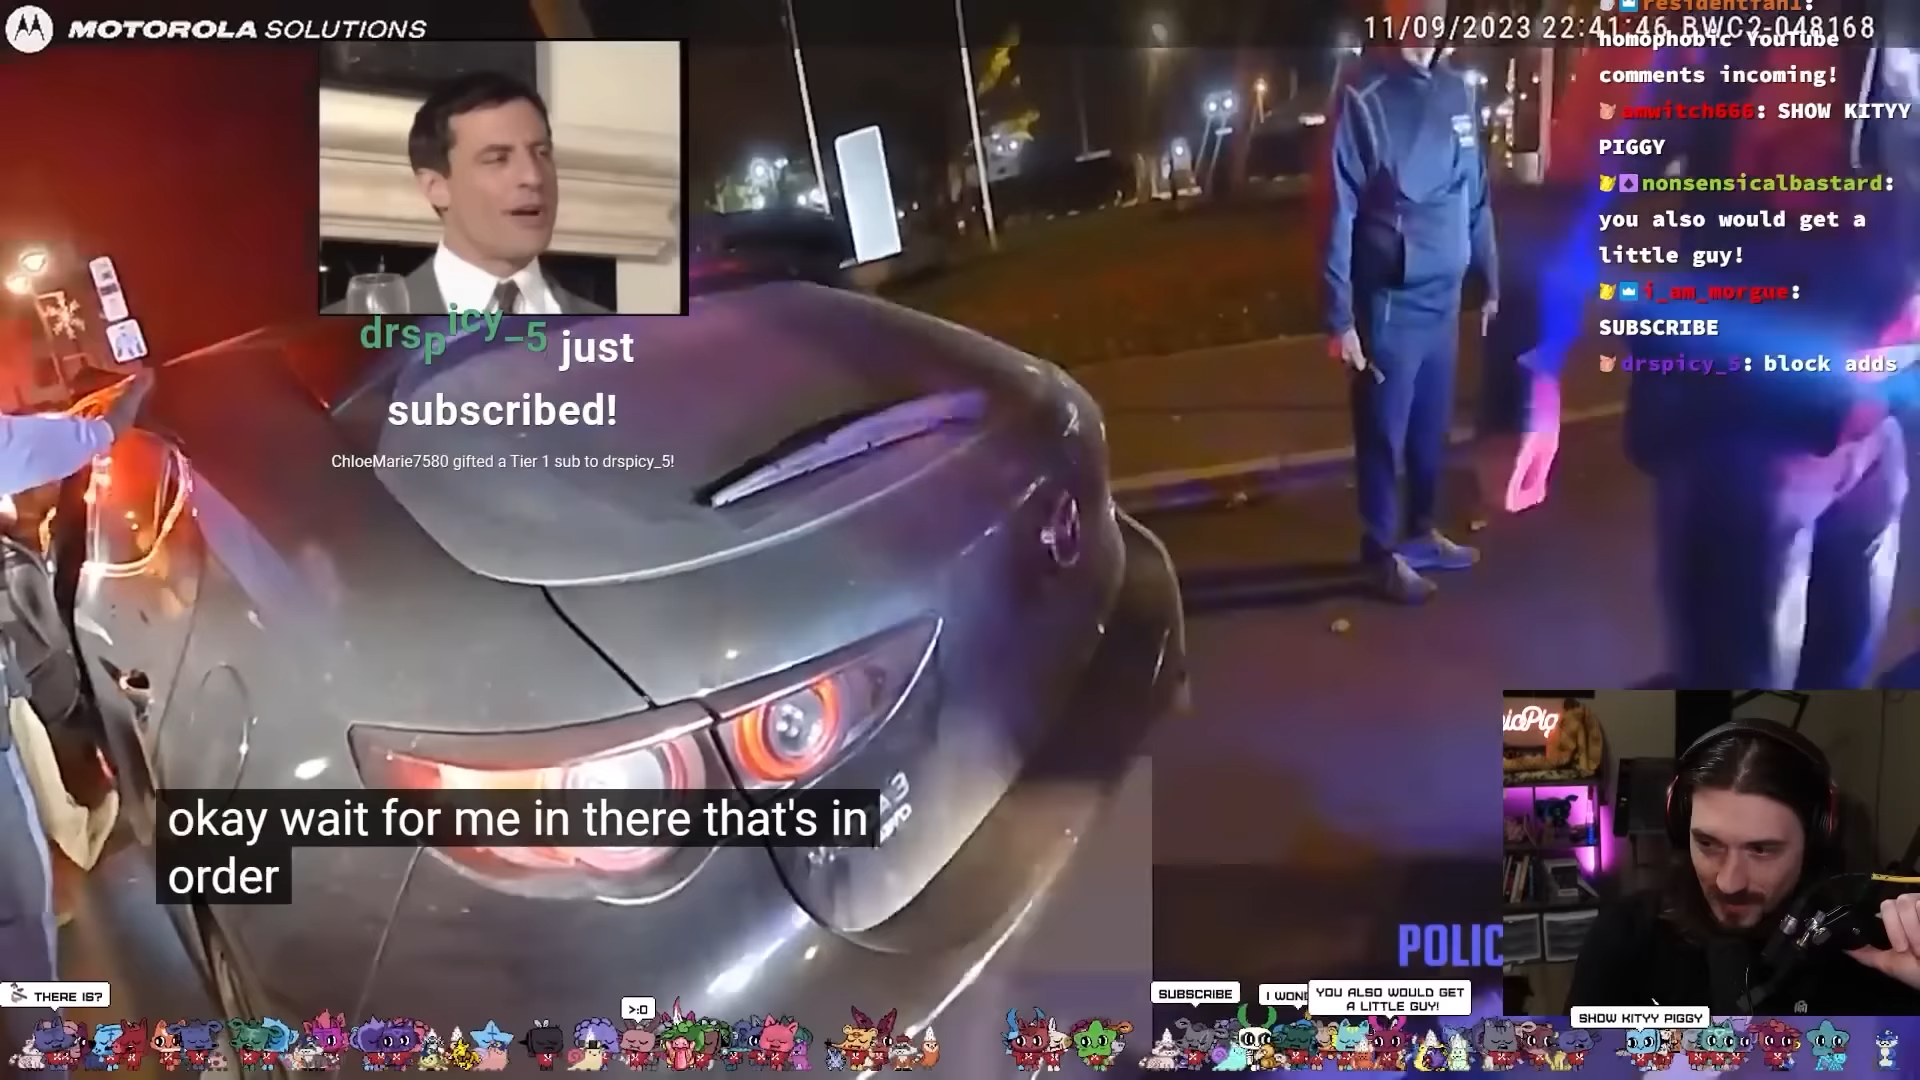 MOTOROLA SOLUTIONS
11/09/2023 22:41:46 BWC2-048168
residentfan1:
homophobic YouTube
comments incoming!
amwitch666: SHOW KITYY
PIGGY
nonsensicalbastard:
you also would get a
little guy!
i_am_morgue:
SUBSCRIBE
drspicy_5: block adds
drspicy_5 just
subscribed!
ChloeMarie7580 gifted a Tier 1 sub to drspicy_5!
okay wait for me in there that's in
order
POLIC
THERE IS?
>:O
SUBSCRIBE
I WON
YOU ALSO WOULD GET
A LITTLE GUY!
SHOW KITYY PIGGY